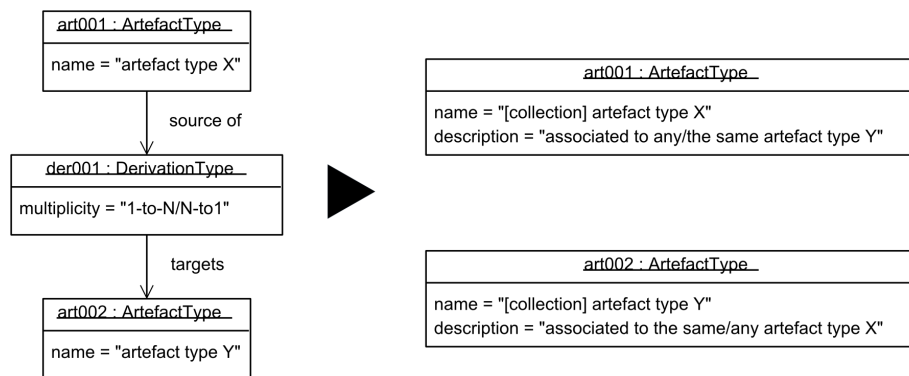 art001 : ArtefactType
name = "artefact type X"
source of
der001 : DerivationType
multiplicity = "1-to-N/N-to1"
targets
art002 : ArtefactType
name = "artefact type Y"
art001 : ArtefactType
name = "[collection] artefact type X"
description = "associated to any/the same artefact type Y"
art002 : ArtefactType
name = "[collection] artefact type Y"
description = "associated to the same/any artefact type X"